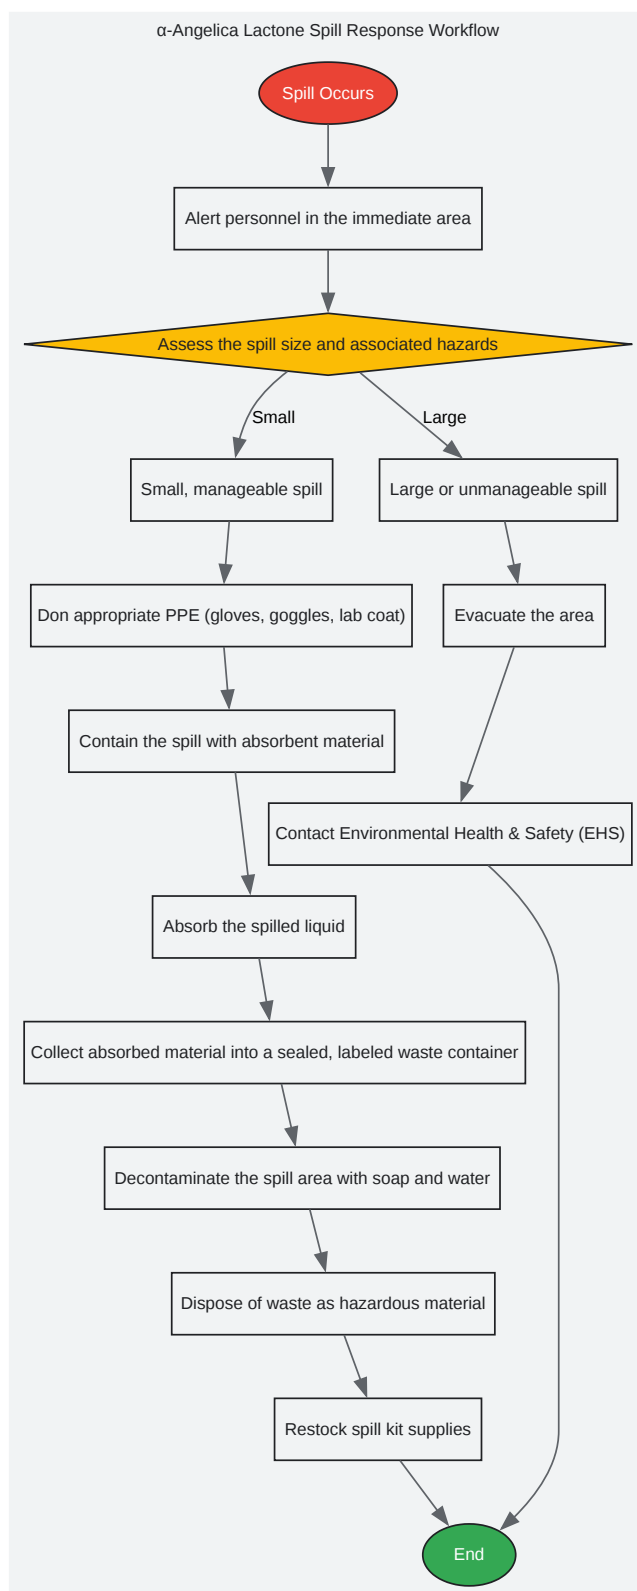 α-Angelica Lactone Spill Response Workflow
Spill Occurs
Alert personnel in the immediate area
Assess the spill size and associated hazards
Small
Large
Small, manageable spill
Large or unmanageable spill
Don appropriate PPE (gloves, goggles, lab coat)
Evacuate the area
Contain the spill with absorbent material
Contact Environmental Health & Safety (EHS)
Absorb the spilled liquid
Collect absorbed material into a sealed, labeled waste container
Decontaminate the spill area with soap and water
Dispose of waste as hazardous material
Restock spill kit supplies
End